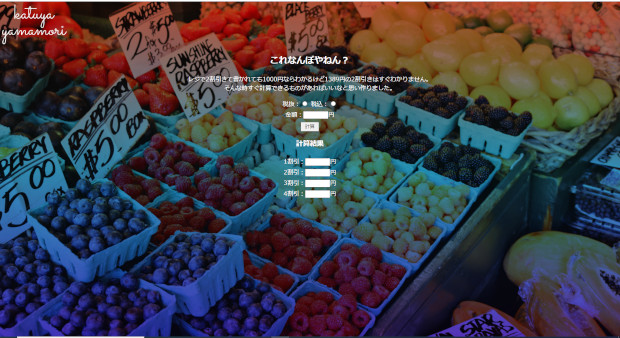 katuya
yamamori
STRAWBERRY
2 for
$5.00
SUNSHINE
RASPBERRY
$5.00
RASPBERRY
$5.00
5.00
STAR
これなんぼやねん？
レジで2割引きて書かれても1000円ならわかるけど1389円の2割引きはすぐわかりません。
そんな時すぐ計算できるものがあればいいなと思い作りました。
税抜： 税込：
金額： 円
計算
計算結果
1割引： 円
2割引： 円
3割引： 円
4割引： 円